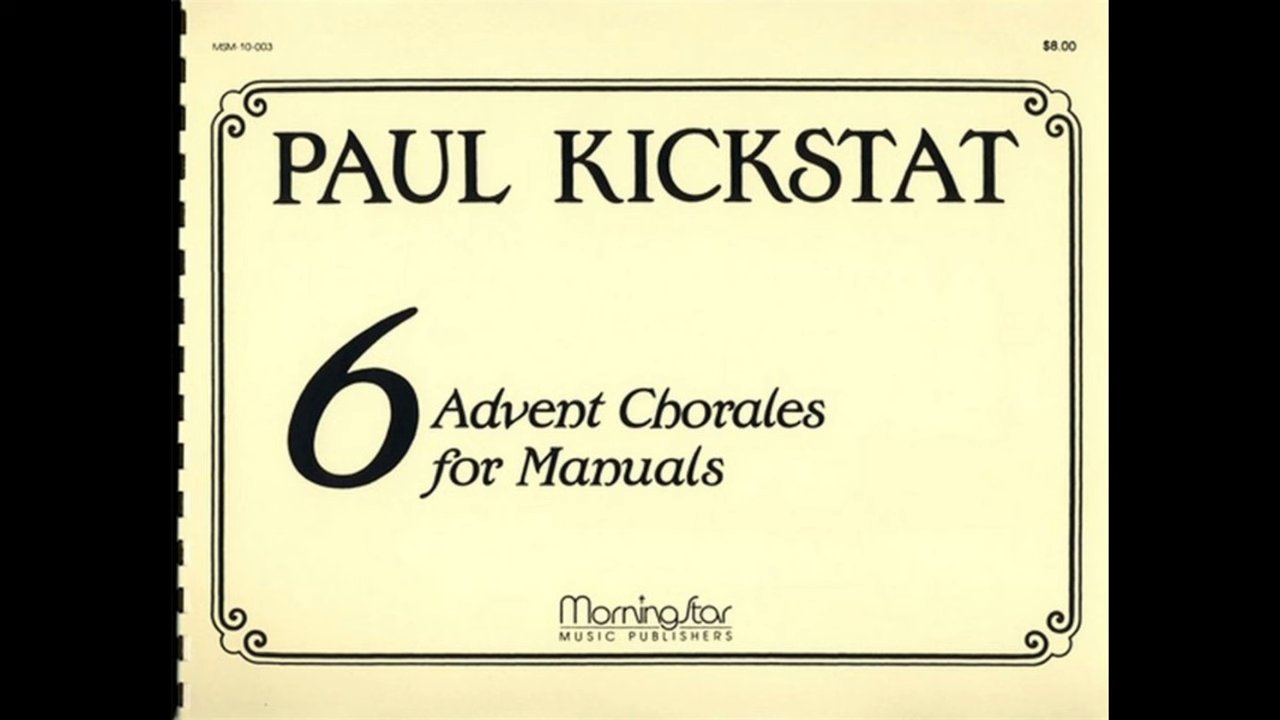 MSM-10-003
$8.00
PAUL KICKSTAT
6
Advent Chorales
for Manuals
MorningStar
MUSIC PUBLISHERS